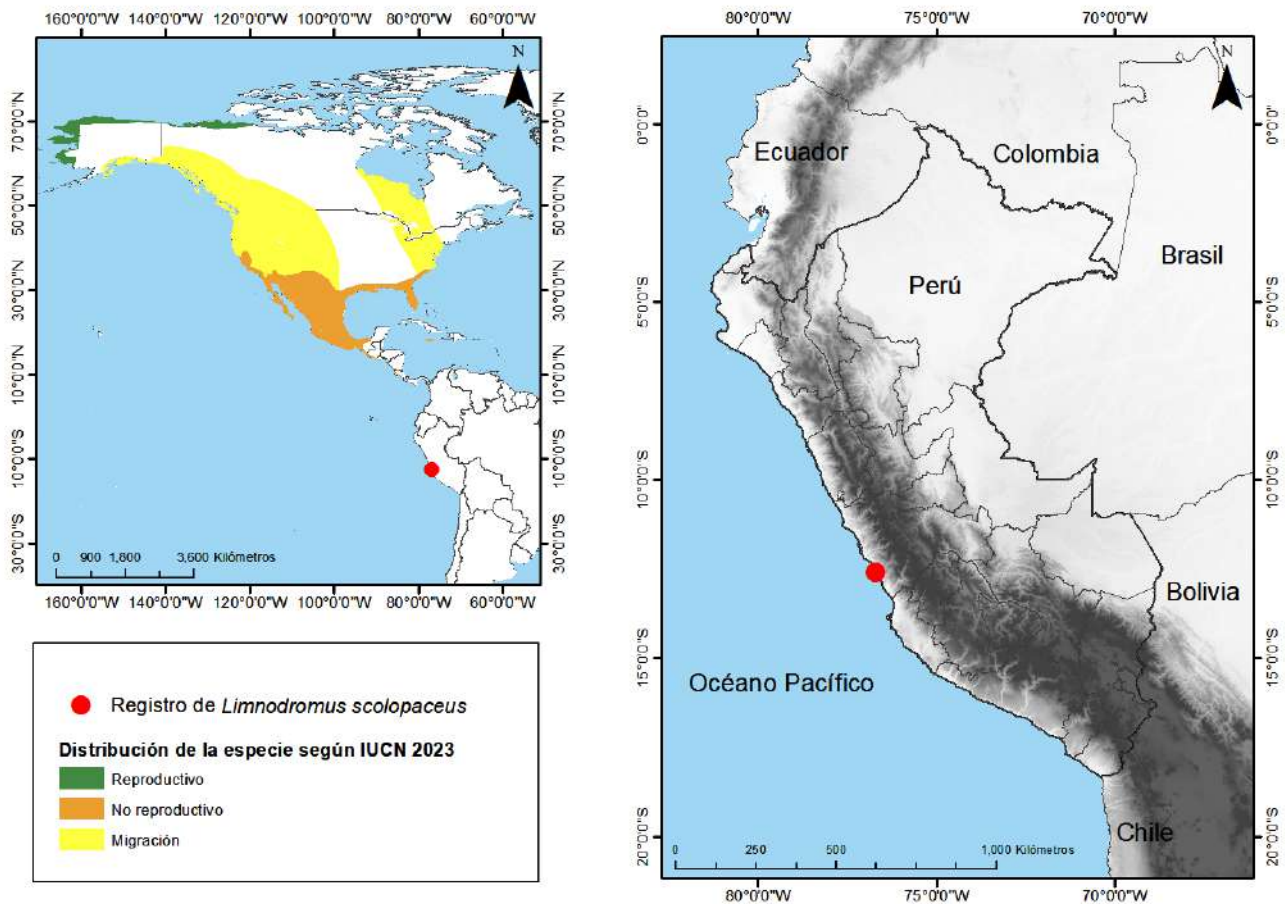 160°0'0"W 140°0'0"W 120°0'0"W 100°0'0"W 80°0'0"W 60°0'0"W
N
70°0'0"N 70°0'0"N
50°0'0"N 50°0'0"N
30°0'0"N 30°0'0"N
10°0'0"N 10°0'0"N
10°0'0"S 10°0'0"S
30°0'0"S 30°0'0"S
0 900 1,800 3,600 Kilómetros
160°0'0"W 140°0'0"W 120°0'0"W 100°0'0"W 80°0'0"W 60°0'0"W
Registro de Limnodromus scolopaceus
Distribución de la especie según IUCN 2023
Reproductivo
No reproductivo
Migración
80°0'0"W 75°0'0"W 70°0'0"W
N
0°0'0" 0°0'0"
Ecuador
Colombia
Brasil
Perú
5°0'0"S 5°0'0"S
10°0'0"S 10°0'0"S
Bolivia
15°0'0"S 15°0'0"S
Océano Pacífico
Chile
20°0'0"S 20°0'0"S
0 250 500 1,000 Kilómetros
80°0'0"W 75°0'0"W 70°0'0"W